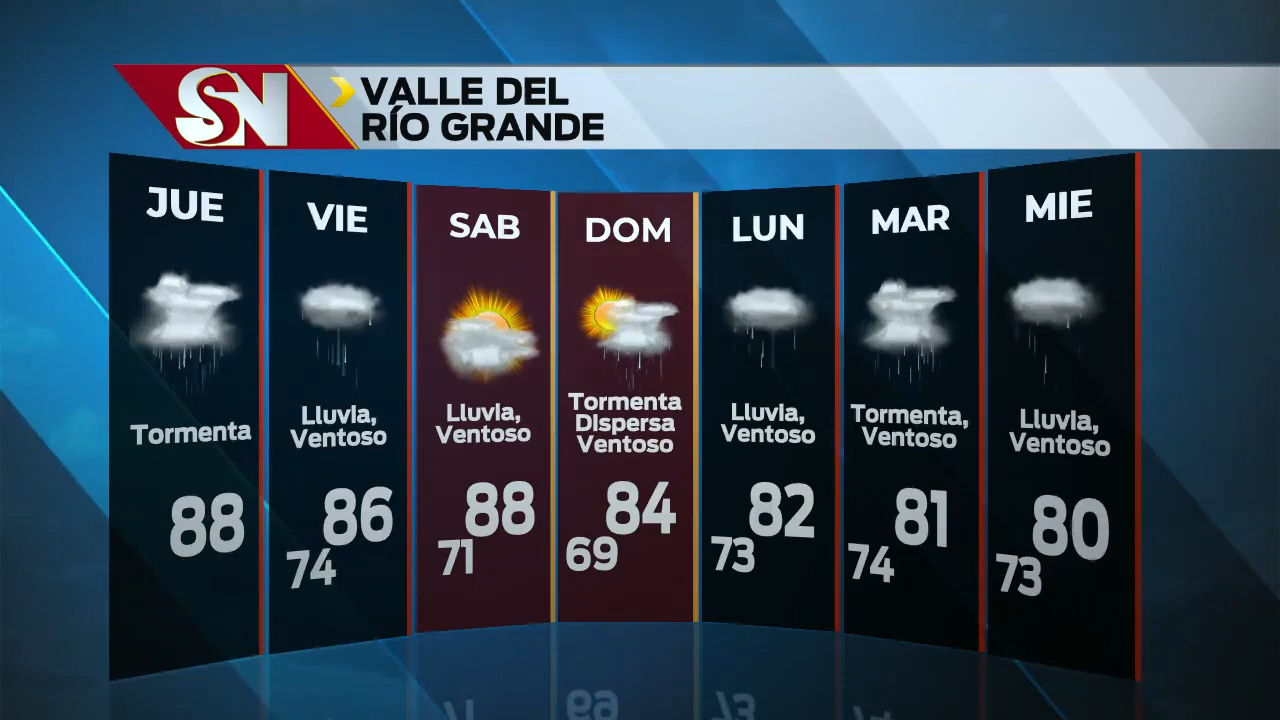 SN
VALLE DEL
RÍO GRANDE
JUE
Tormenta
88
VIE
Lluvia,
Ventoso
86
74
SAB
Lluvia,
Ventoso
88
71
DOM
Tormenta
Dispersa
Ventoso
84
69
LUN
Lluvia,
Ventoso
82
73
MAR
Tormenta,
Ventoso
81
74
MIE
Lluvia,
Ventoso
80
73